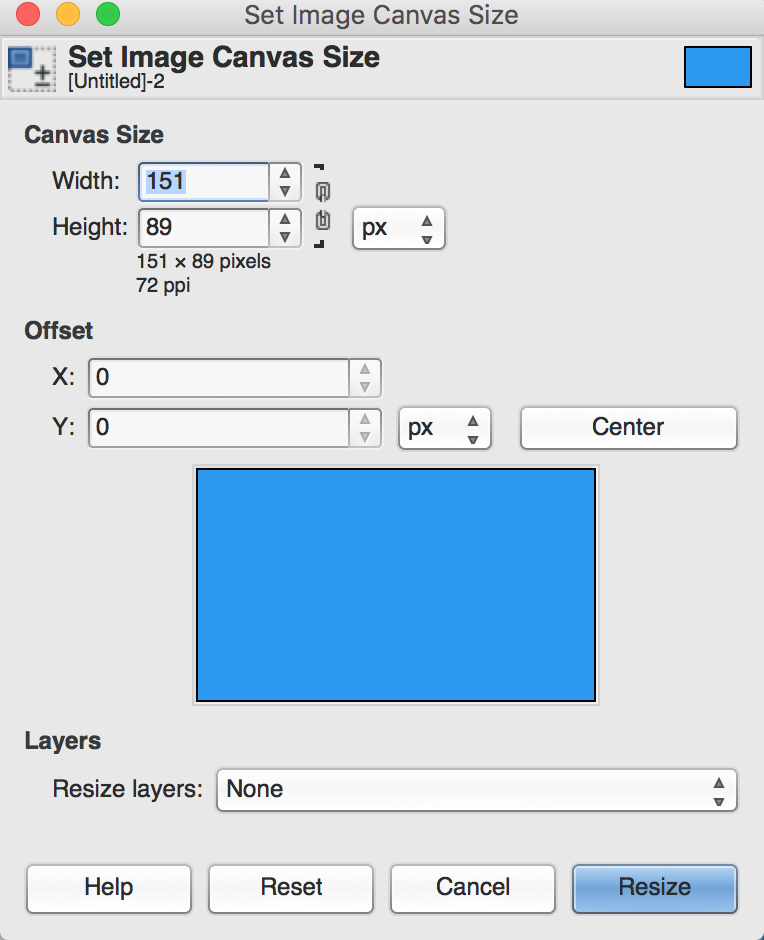 Set Image Canvas Size
Set Image Canvas Size
[Untitled]-2
Canvas Size
Width: 151
Height: 89 px
151 × 89 pixels
72 ppi
Offset
X: 0
Y: 0 px Center
Layers
Resize layers: None
Help Reset Cancel Resize